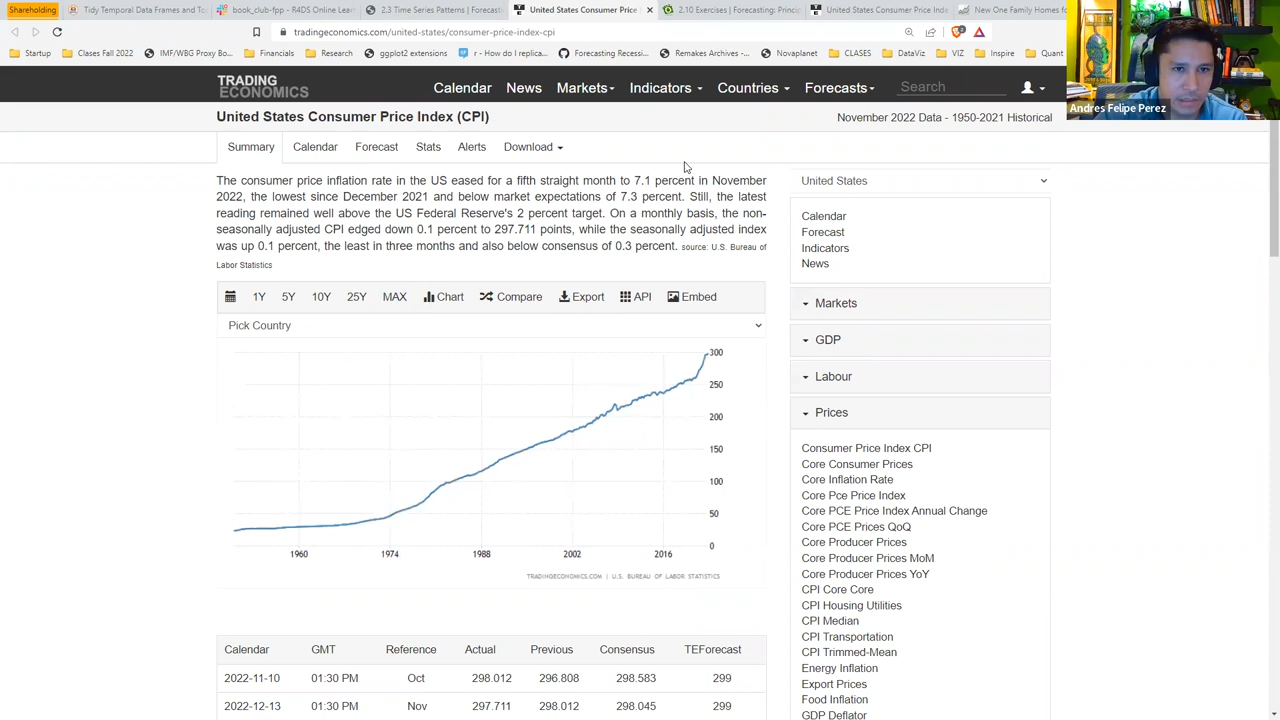 Shareholding
Tidy Temporal Data Frames and To
book_club-fpp - R4DS Online Lear
2.3 Time Series Patterns | Forecasti
United States Consumer Price
2.10 Exercises | Forecasting: Princi
United States Consumer Price Inde
New One Family Homes fo
tradingeconomics.com/united-states/consumer-price-index-cpi
Startup
Clases Fall 2022
IMF/WBG Proxy Bo...
Financial
Research
ggplot2 extensions
r - How do I replic...
Forecasting Recessi...
Remakes Archives -...
Novaplanet
CLASES
DataViz
VIZ
Inspire
Quant
Andres Felipe Perez
TRADING
ECONOMICS
Calendar
News
Markets
Indicators
Countries
Forecasts
Search
United States Consumer Price Index (CPI)
November 2022 Data - 1950-2021 Historical
Summary
Calendar
Forecast
Stats
Alerts
Download
The consumer price inflation rate in the US eased for a fifth straight month to 7.1 percent in November
2022, the lowest since December 2021 and below market expectations of 7.3 percent. Still, the latest
reading remained well above the US Federal Reserve's 2 percent target. On a monthly basis, the non-
seasonally adjusted CPI edged down 0.1 percent to 297.711 points, while the seasonally adjusted index
was up 0.1 percent, the least in three months and also below consensus of 0.3 percent. source: U.S. Bureau of
Labor Statistics
1Y
5Y
10Y
25Y
MAX
Chart
Compare
Export
API
Embed
Pick Country
300
250
200
150
100
50
0
1960
1974
1988
2002
2016
TRADINGECONOMICS.COM | U.S. BUREAU OF LABOR STATISTICS
Calendar GMT Reference Actual Previous Consensus TEForecast
2022-11-10 01:30 PM Oct 298.012 296.808 298.583 299
2022-12-13 01:30 PM Nov 297.711 298.012 298.045 299
United States
Calendar
Forecast
Indicators
News
Markets
GDP
Labour
Prices
Consumer Price Index CPI
Core Consumer Prices
Core Inflation Rate
Core Pce Price Index
Core PCE Price Index Annual Change
Core PCE Prices QoQ
Core Producer Prices
Core Producer Prices MoM
Core Producer Prices YoY
CPI Core Core
CPI Housing Utilities
CPI Median
CPI Transportation
CPI Trimmed-Mean
Energy Inflation
Export Prices
Food Inflation
GDP Deflator